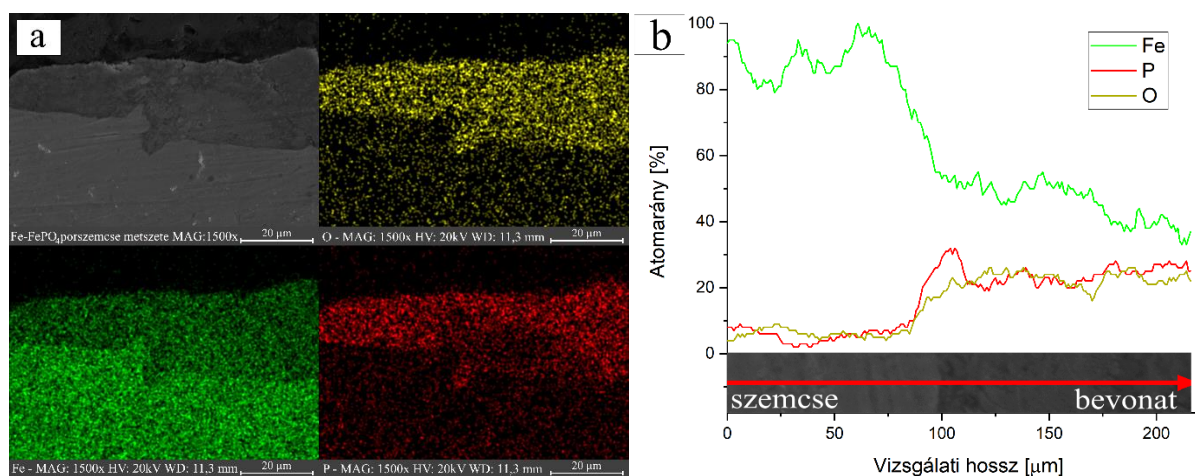 a
Fe-FePO₄porszemcse metszete MAG:1500x 20 μm
O - MAG: 1500x HV: 20kV WD: 11,3 mm 20 μm
Fe - MAG: 1500x HV: 20kV WD: 11,3 mm 20 μm
P - MAG: 1500x HV: 20kV WD: 11,3 mm 20 μm
b
Atomarány [%]
100
80
60
40
20
0
Fe
P
O
szemcse bevonat
0 50 100 150 200
Vizsgálati hossz [μm]